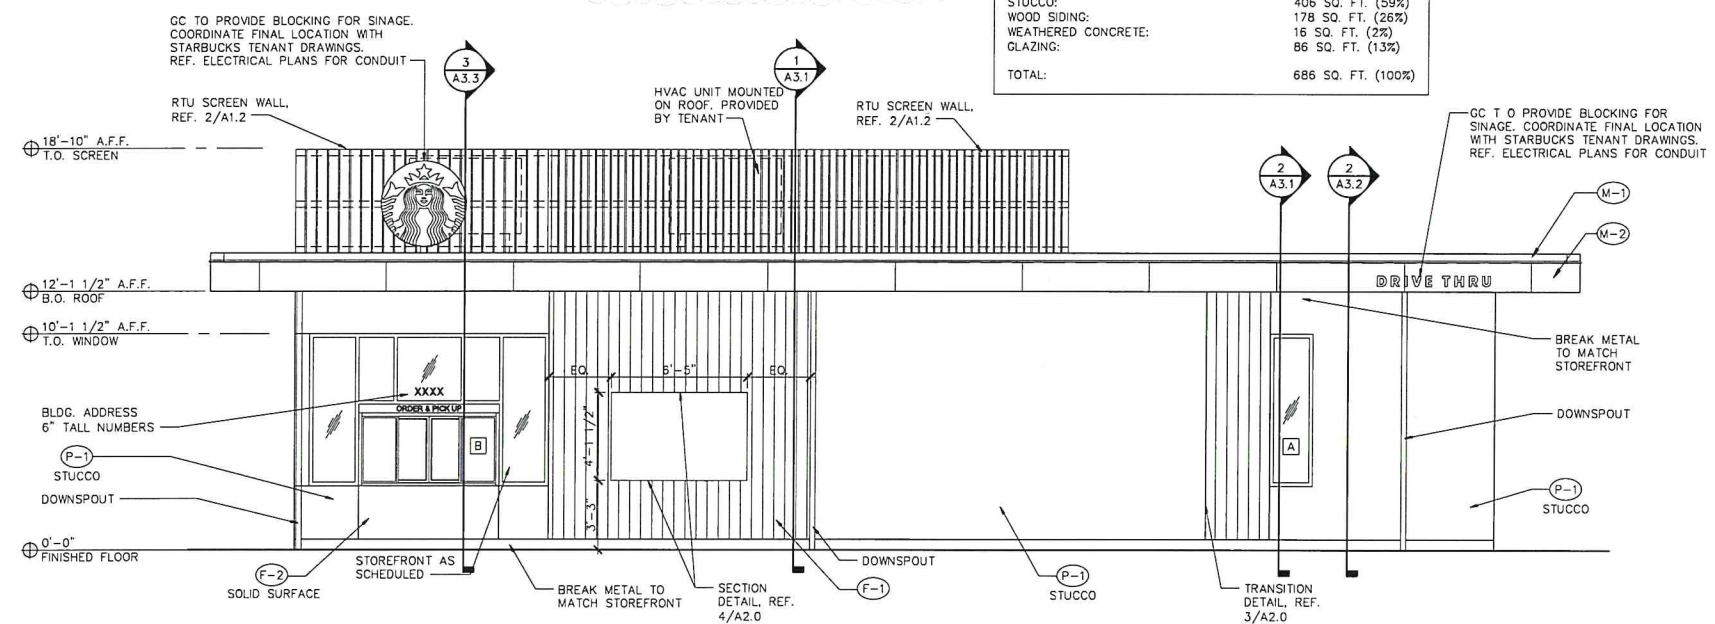 STUCCO: 406 SQ. FT. (59%)
WOOD SIDING: 178 SQ. FT. (26%)
WEATHERED CONCRETE: 16 SQ. FT. (2%)
GLAZING: 86 SQ. FT. (13%)
TOTAL: 686 SQ. FT. (100%)
GC TO PROVIDE BLOCKING FOR SINAGE.
COORDINATE FINAL LOCATION WITH
STARBUCKS TENANT DRAWINGS.
REF. ELECTRICAL PLANS FOR CONDUIT
3
A3.3
1
A3.1
RTU SCREEN WALL,
REF. 2/A1.2
HVAC UNIT MOUNTED
ON ROOF. PROVIDED
BY TENANT
RTU SCREEN WALL,
REF. 2/A1.2
GC T O PROVIDE BLOCKING FOR
SINAGE. COORDINATE FINAL LOCATION
WITH STARBUCKS TENANT DRAWINGS.
REF. ELECTRICAL PLANS FOR CONDUIT
18'-10" A.F.F.
T.O. SCREEN
2
A3.1
2
A3.2
M-1
M-2
12'-1 1/2" A.F.F.
B.O. ROOF
DRIVE THRU
10'-1 1/2" A.F.F.
T.O. WINDOW
BREAK METAL
TO MATCH
STOREFRONT
EQ.
6'-5"
EQ.
XXXX
ORDER & PICK UP
BLDG. ADDRESS
6" TALL NUMBERS
4'-1 1/2"
DOWNSPOUT
B
A
P-1
STUCCO
DOWNSPOUT
P-1
STUCCO
3'-3"
0'-0"
FINISHED FLOOR
F-2
SOLID SURFACE
STOREFRONT AS
SCHEDULED
BREAK METAL TO
MATCH STOREFRONT
SECTION
DETAIL, REF.
4/A2.0
F-1
DOWNSPOUT
P-1
STUCCO
TRANSITION
DETAIL, REF.
3/A2.0